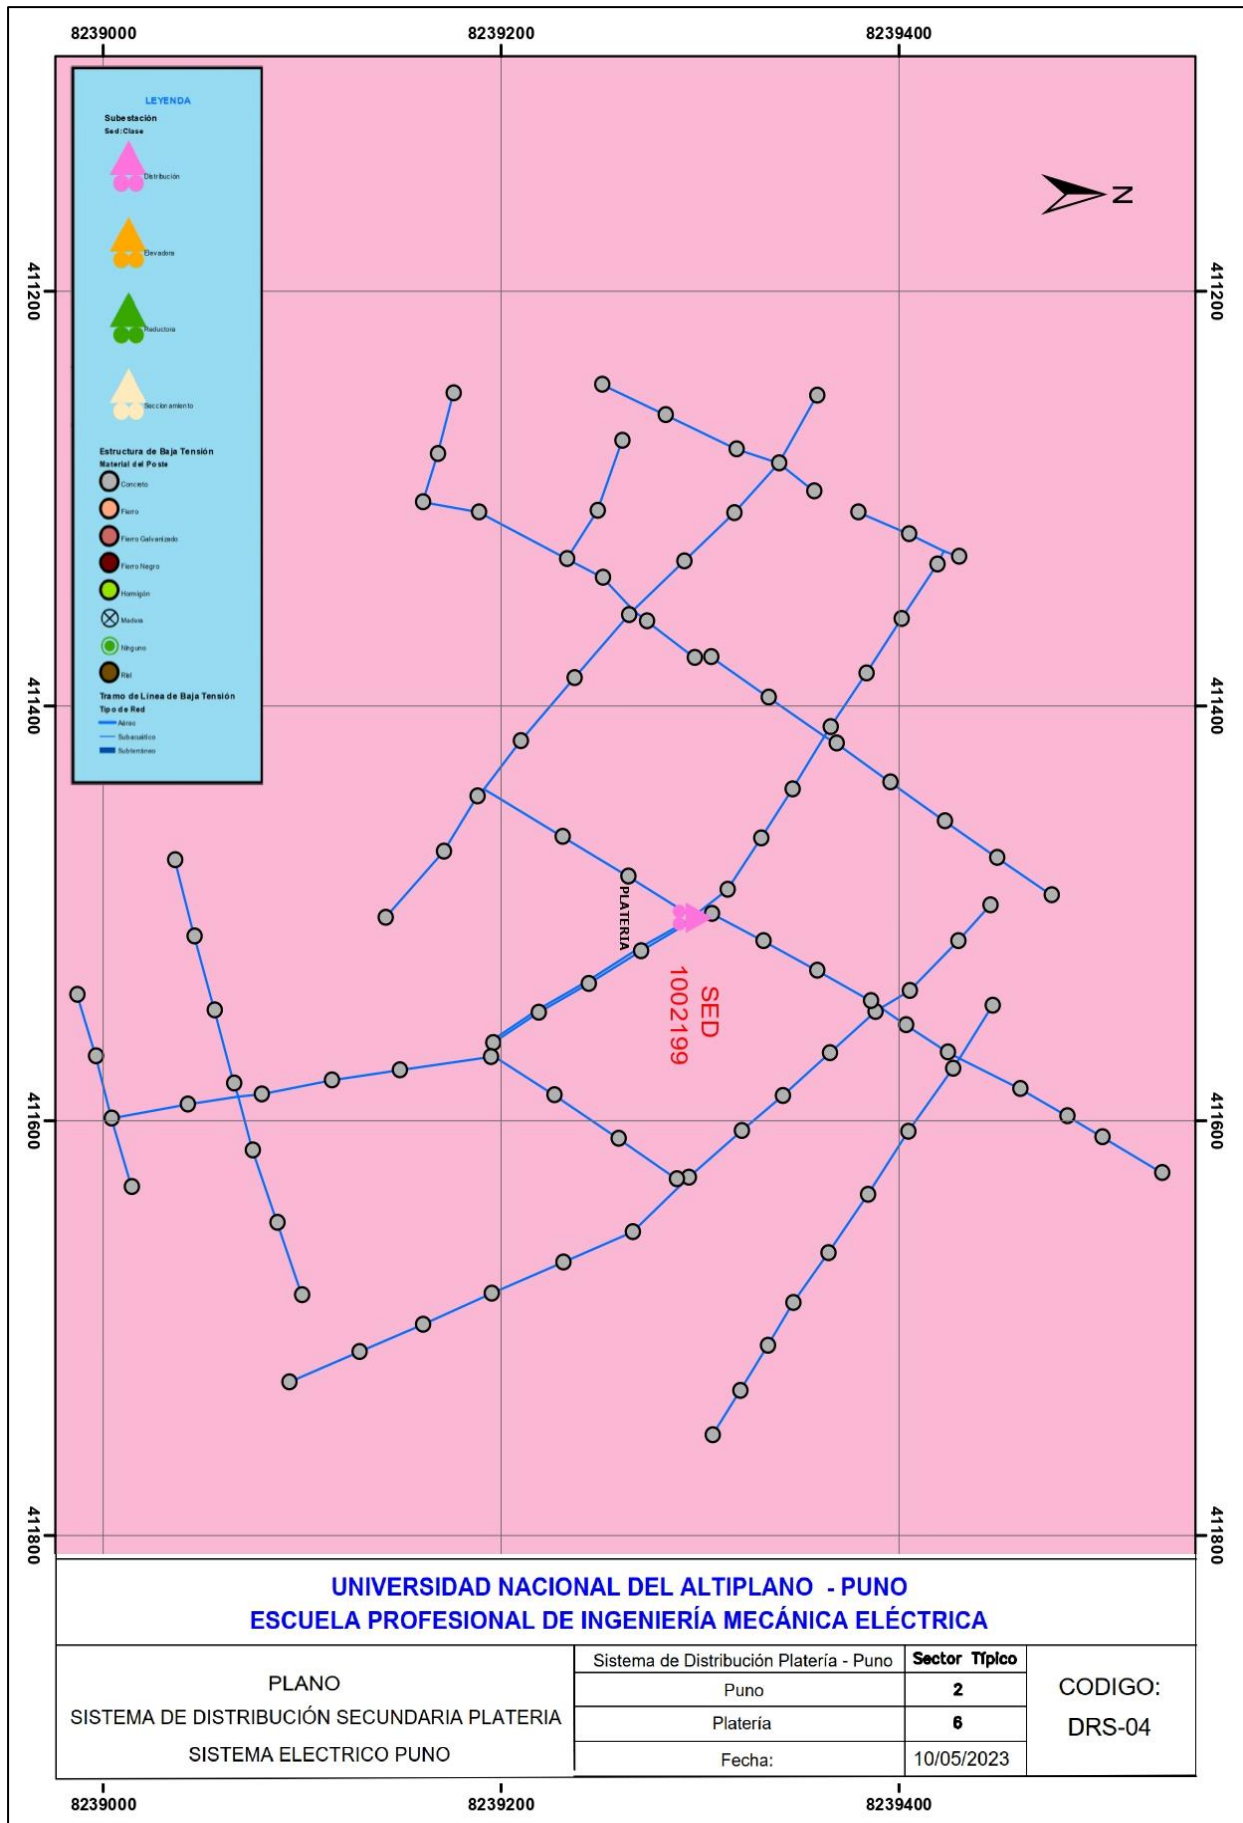 8239000 8239200 8239400
LEYENDA
Subestación
Sed:Clase
Distribución
Elevadora
Reductora
Seccionamiento
Estructura de Baja Tensión
Material del Poste
Concreto
Fierro
Fierro Galvanizado
Fierro Negro
Hormigón
Madera
Ninguno
Riel
Tramo de Linea de Baja Tensión
Tipo de Red
Aéreo
Subacuático
Subterráneo
N
411200 411200
411400 411400
PLATERIA
SED
1002199
411600 411600
411800 411800
UNIVERSIDAD NACIONAL DEL ALTIPLANO - PUNO
ESCUELA PROFESIONAL DE INGENIERÍA MECÁNICA ELÉCTRICA
PLANO
SISTEMA DE DISTRIBUCIÓN SECUNDARIA PLATERIA
SISTEMA ELECTRICO PUNO
Sistema de Distribución Platería - Puno Sector Típico
Puno 2
Platería 6
Fecha: 10/05/2023
CODIGO:
DRS-04
8239000 8239200 8239400